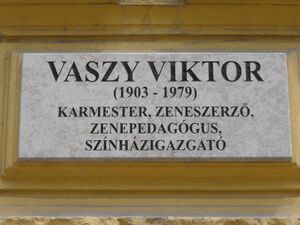 VASZY VIKTOR
(1903 - 1979)
KARMESTER, ZENESZERZŐ,
ZENEPEDAGÓGUS,
SZÍNHÁZIGAZGATÓ